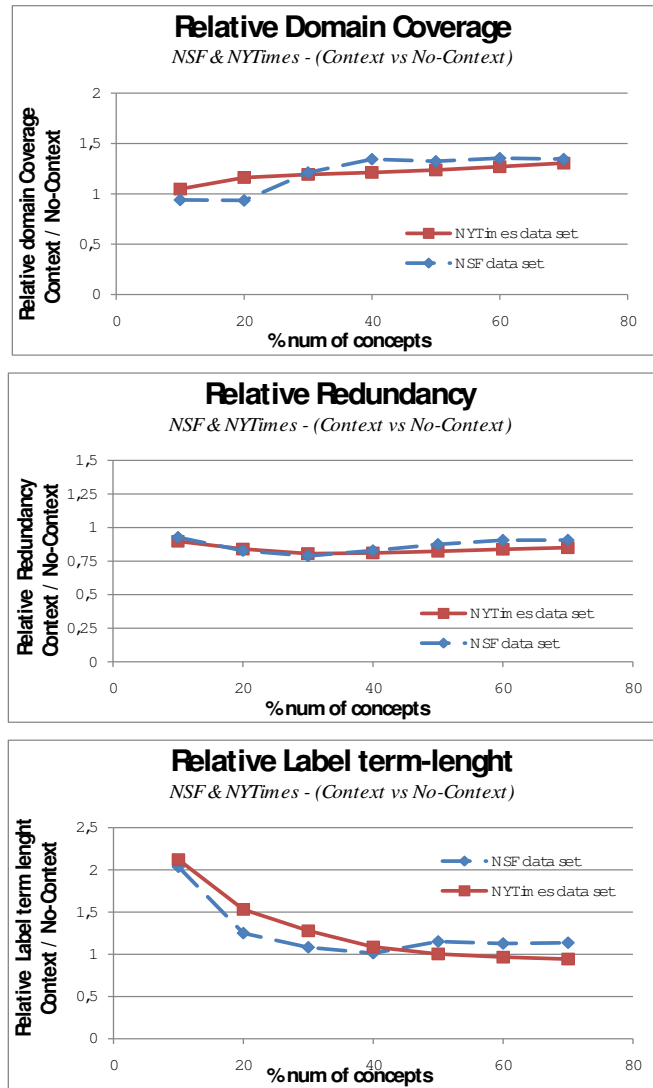 Relative Domain Coverage
NSF & NYTimes - (Context vs No-Context)
Relative domain Coverage
Context / No-Context
2
1,5
1
0,5
0
NYTimes data set
NSF data set
0 20 40 60 80
% num of concepts
Relative Redundancy
NSF & NYTimes - (Context vs No-Context)
Relative Redundancy
Context / No-Context
1,5
1,25
1
0,75
0,5
0,25
0
NYTimes data set
NSF data set
0 20 40 60 80
% num of concepts
Relative Label term-lenght
NSF & NYTimes - (Context vs No-Context)
Relative Label term lenght
Context / No-Context
2,5
2
1,5
1
0,5
0
NSF data set
NYTimes data set
0 20 40 60 80
% num of concepts